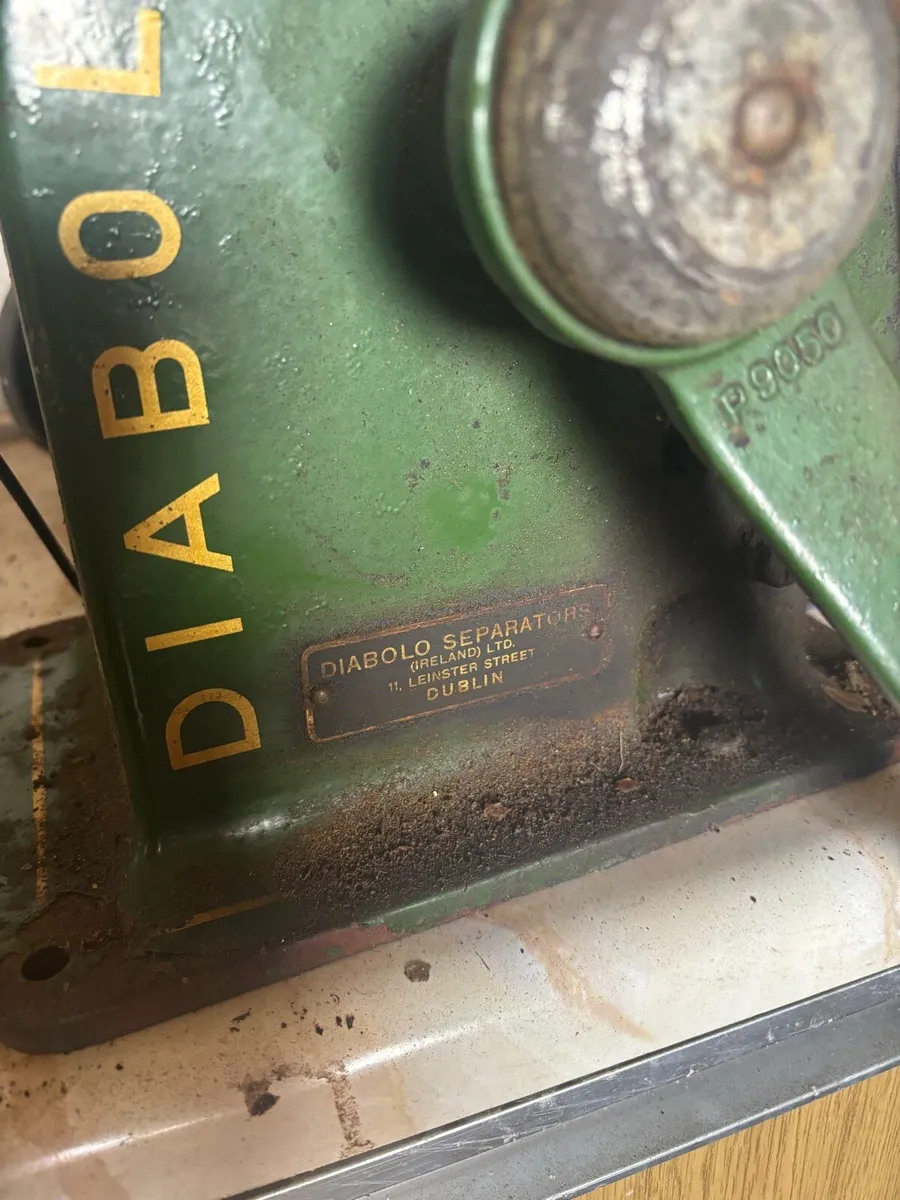 DIABOL
P9050
DIABOLO SEPARATORS
(IRELAND) LTD.
11, LEINSTER STREET
DUBLIN